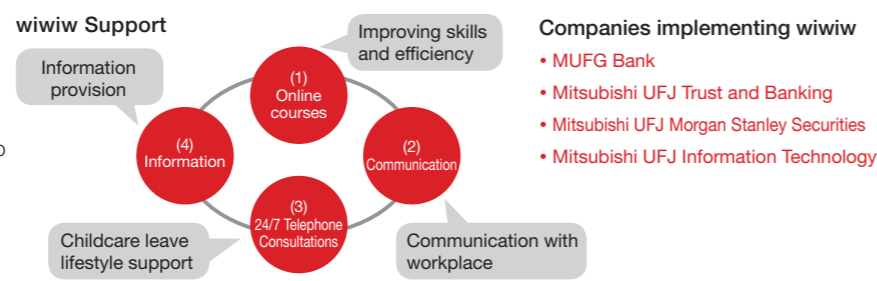 wiwiw Support
Information
provision
Improving skills
and efficiency
(1)
Online
courses
(2)
Communication
(3)
24/7 Telephone
Consultations
(4)
Information
Childcare leave
lifestyle support
Communication with
workplace
Companies implementing wiwiw
• MUFG Bank
• Mitsubishi UFJ Trust and Banking
• Mitsubishi UFJ Morgan Stanley Securities
• Mitsubishi UFJ Information Technology